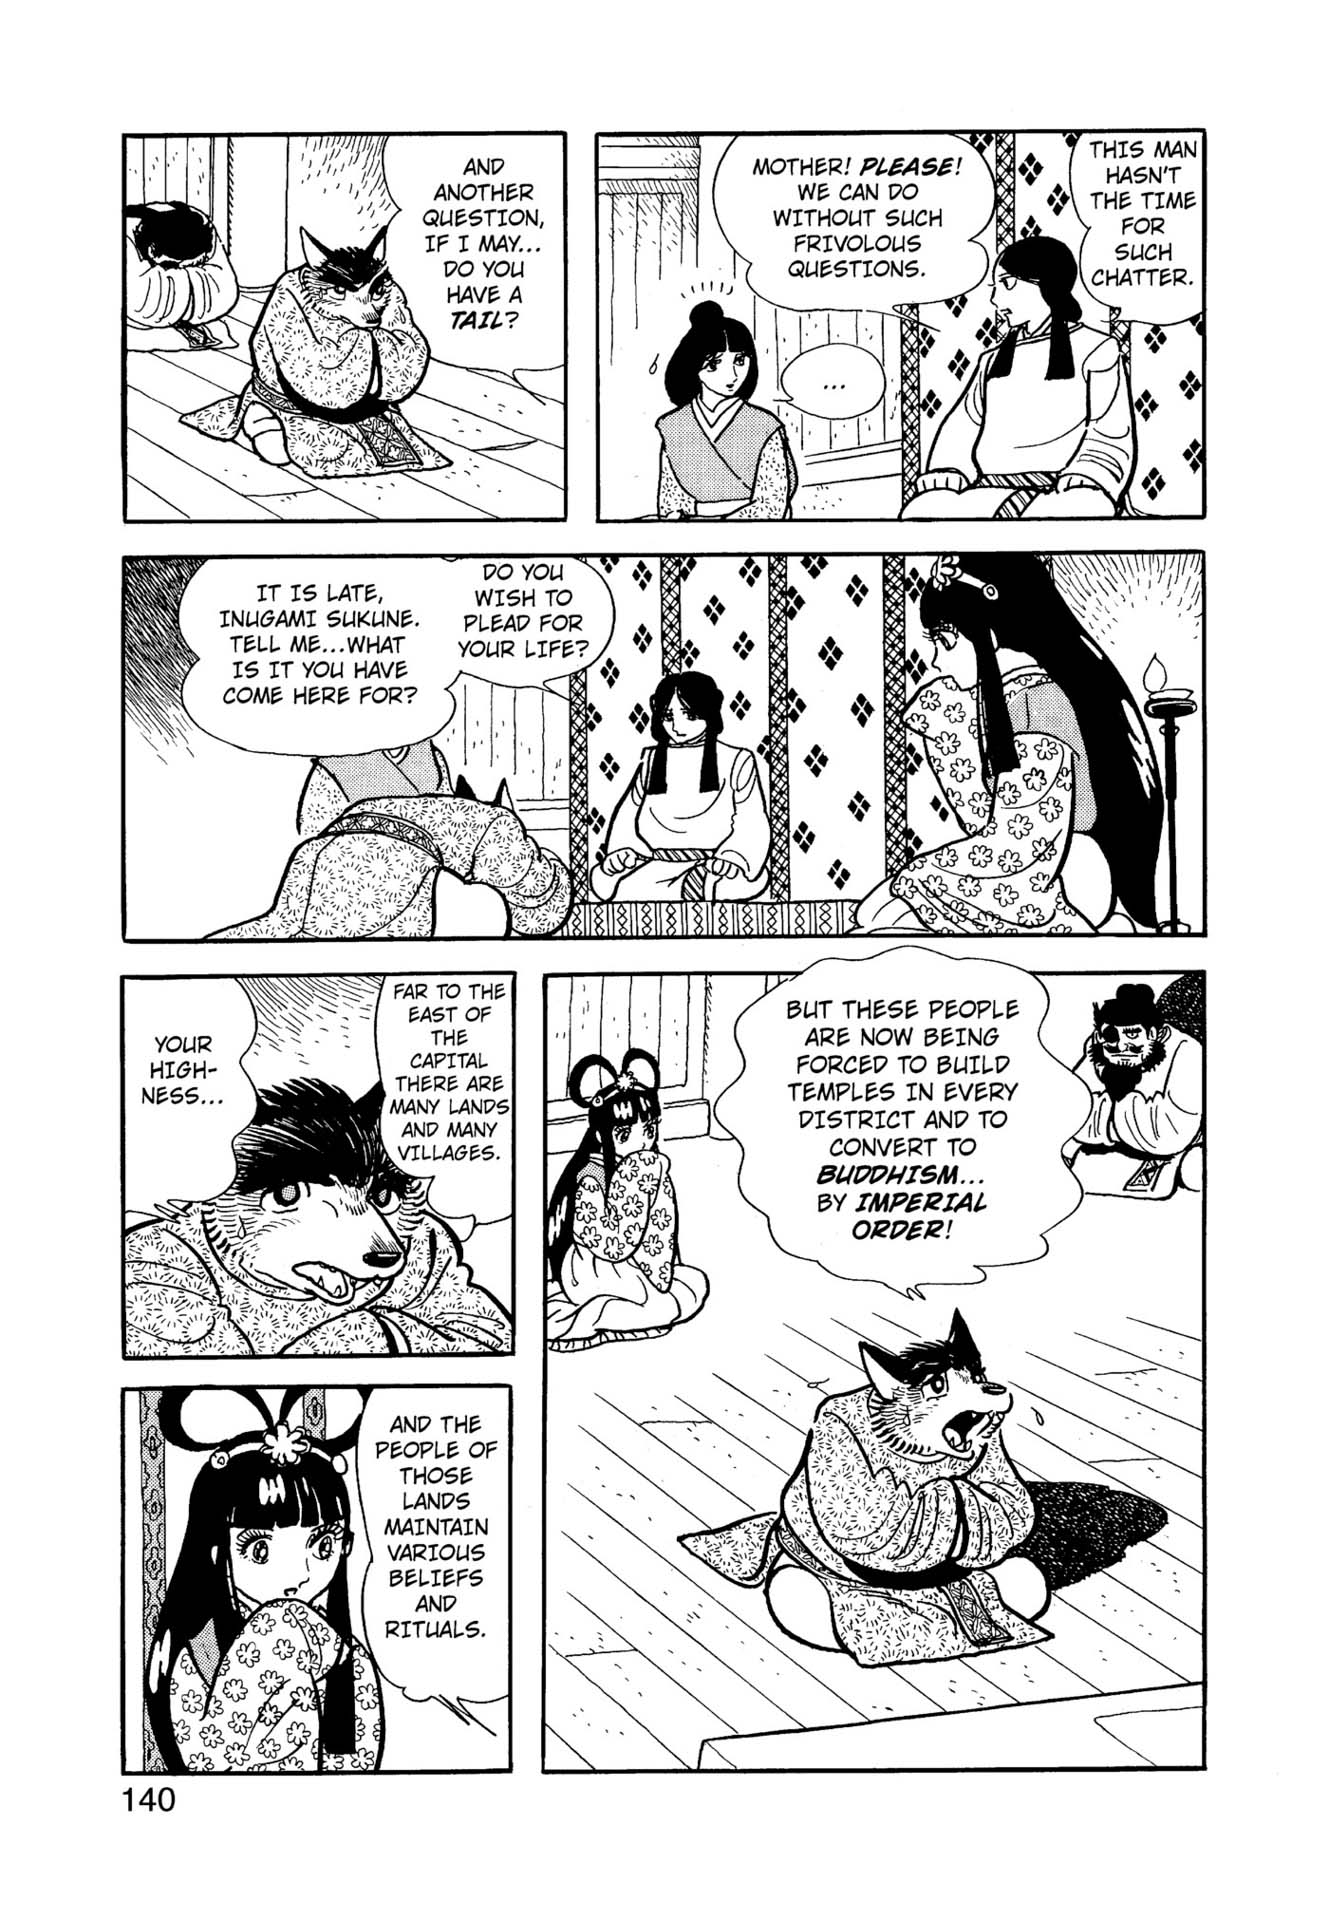 AND
ANOTHER
QUESTION,
IF I MAY...
DO YOU
HAVE A
TAIL?
MOTHER! PLEASE!
WE CAN DO
WITHOUT SUCH
FRIVOLOUS
QUESTIONS.
THIS MAN
HASN'T
THE TIME
FOR
SUCH
CHATTER.
...
IT IS LATE,
INUGAMI SUKUNE.
TELL ME...WHAT
IS IT YOU HAVE
COME HERE FOR?
DO YOU
WISH TO
PLEAD FOR
YOUR LIFE?
YOUR
HIGH-
NESS...
FAR TO THE
EAST OF
THE
CAPITAL
THERE ARE
MANY LANDS
AND MANY
VILLAGES.
AND THE
PEOPLE OF
THOSE
LANDS
MAINTAIN
VARIOUS
BELIEFS
AND
RITUALS.
BUT THESE PEOPLE
ARE NOW BEING
FORCED TO BUILD
TEMPLES IN EVERY
DISTRICT AND TO
CONVERT TO
BUDDHISM...
BY IMPERIAL
ORDER!
140